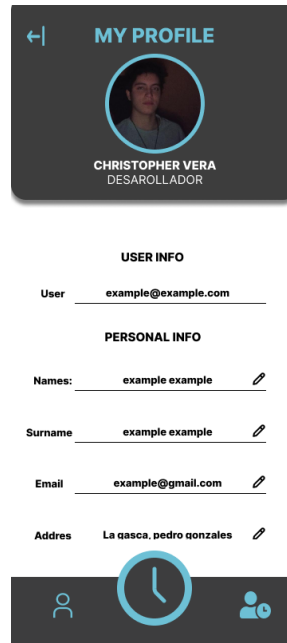 MY PROFILE
CHRISTOPHER VERA
DESAROLLADOR
USER INFO
User example@example.com
PERSONAL INFO
Names: example example
Surname example example
Email example@gmail.com
Addres La gasca, pedro gonzales